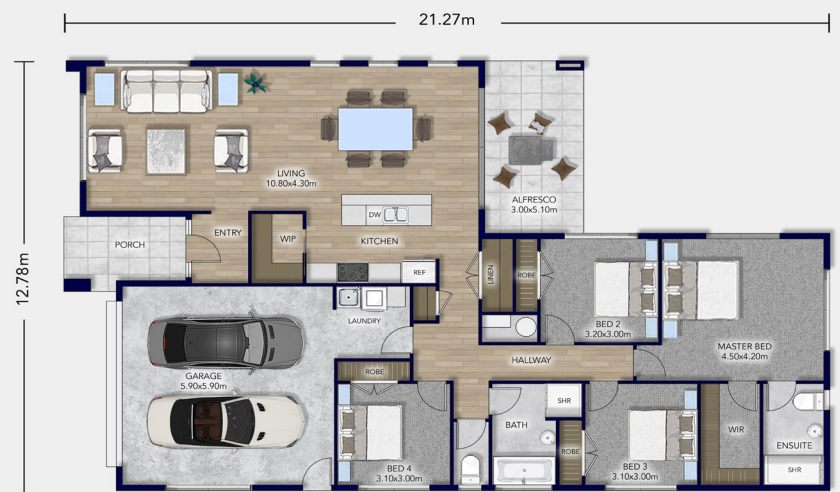 21.27m
12.78m
LIVING
10.80x4.30m
ALFRESCO
3.00x5.10m
DW
PORCH
ENTRY
WIP
KITCHEN
REF
LINEN
ROBE
LAUNDRY
BED 2
3.20x3.00m
MASTER BED
4.50x4.20m
HALLWAY
GARAGE
5.90x5.90m
ROBE
SHR
BATH
BED 4
3.10x3.00m
ROBE
BED 3
3.10x3.00m
WIR
ENSUITE
SHR